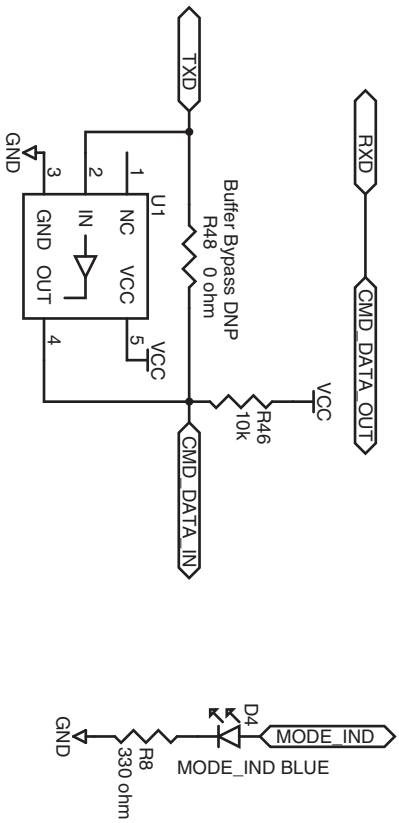 RXD
CMD_DATA_OUT
TXD
Buffer Bypass DNP
R48 0 ohm
VCC
R46
10k
CMD_DATA_IN
U1
1
NC
VCC
5
VCC
2
IN
3
GND
OUT
4
GND
MODE_IND
D4
MODE_IND BLUE
R8
330 ohm
GND